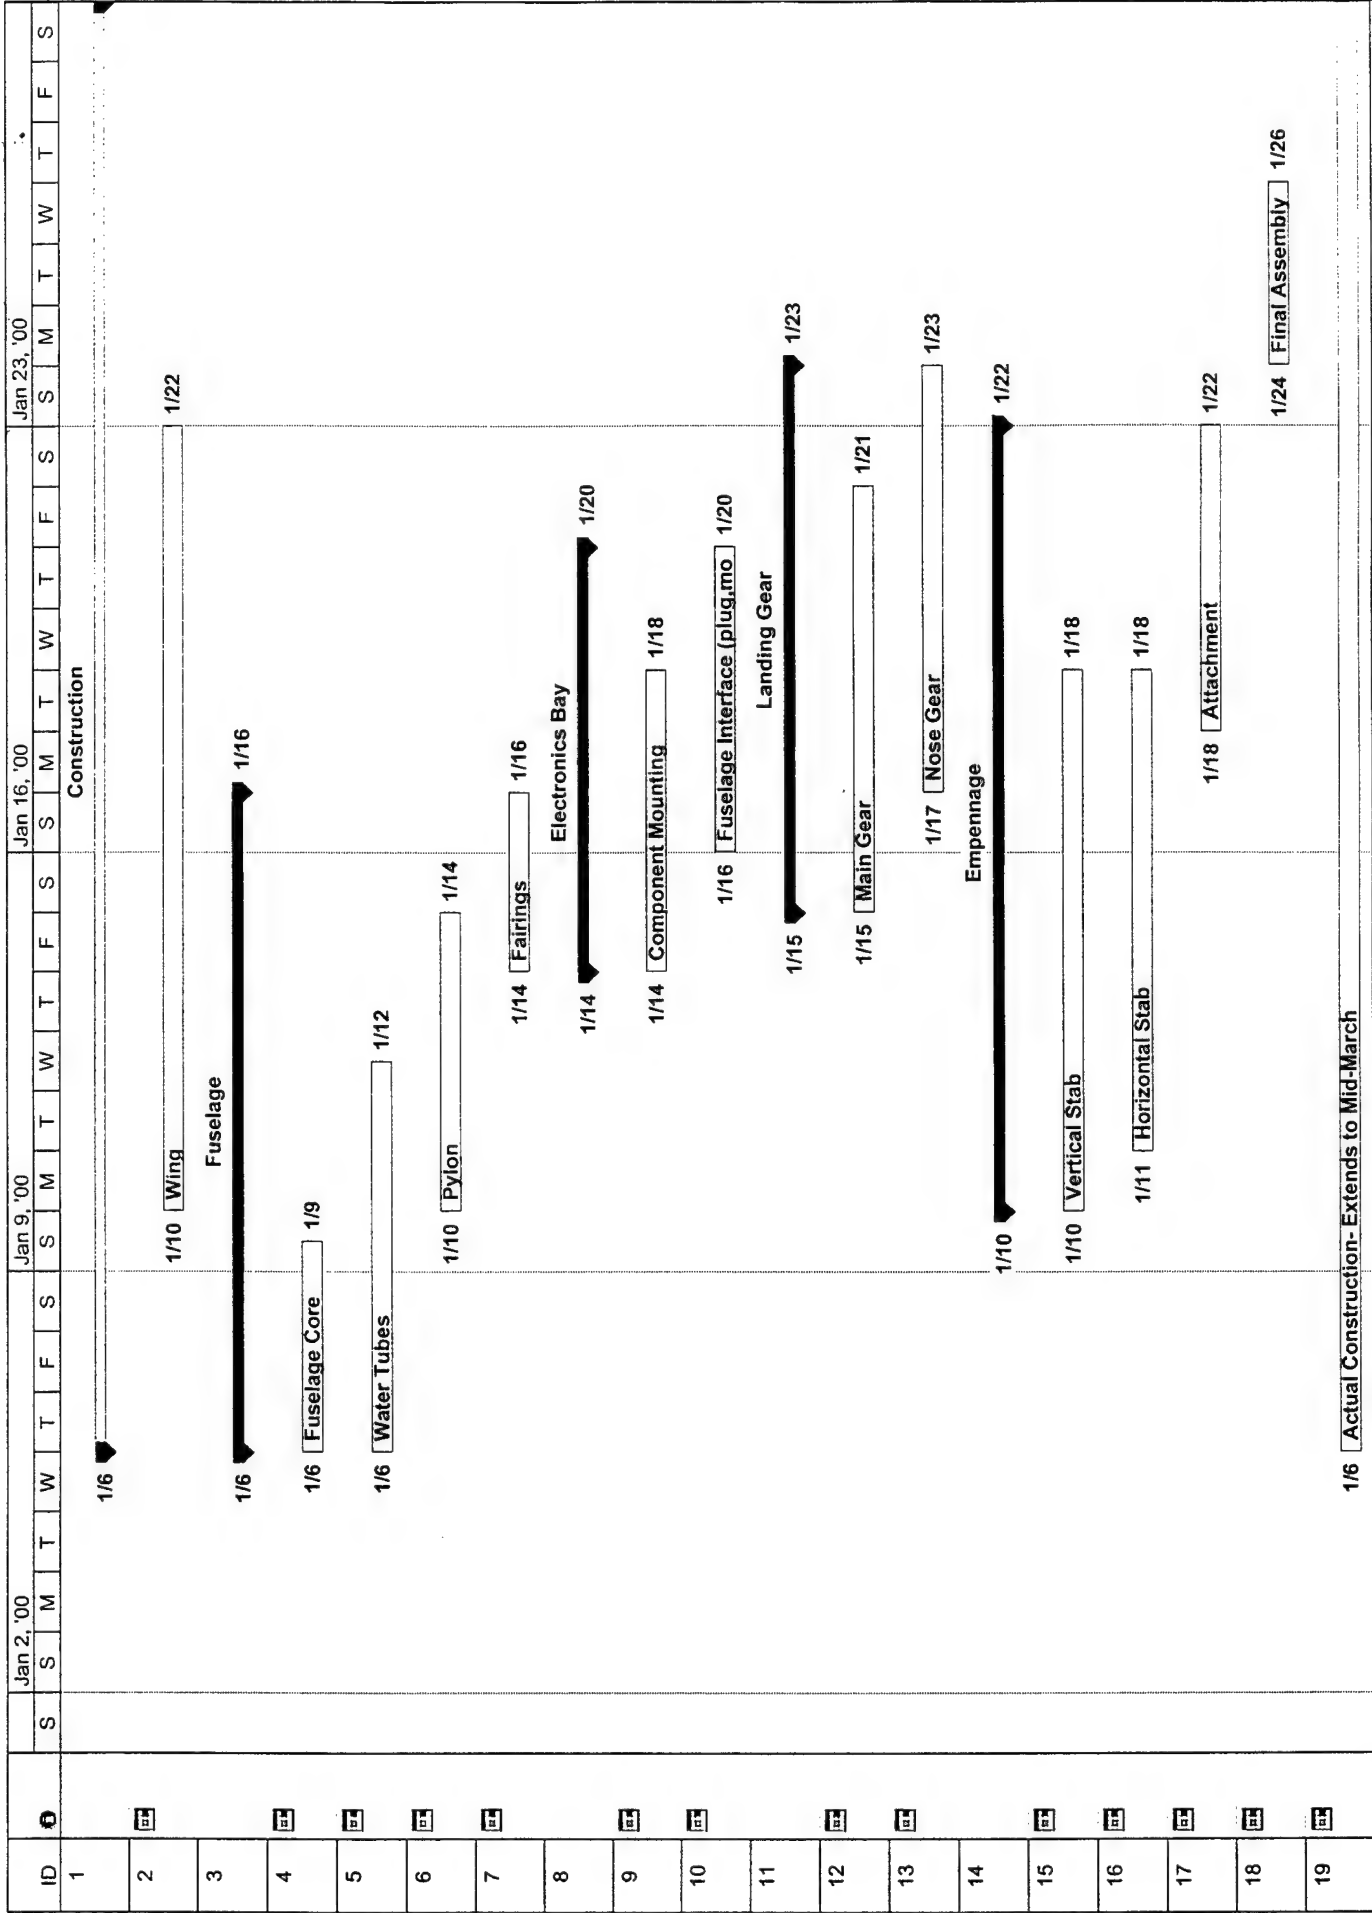 ID
Jan 2, '00 Jan 9, '00 Jan 16, '00 Jan 23, '00
S S M T W T F S S M T W T F S S M T W T F S S M T W T F S
1 Construction
1/6
2 1/10 Wing 1/22
3 Fuselage
1/6 1/16
4 1/6 Fuselage Core 1/9
5 1/6 Water Tubes 1/12
6 1/10 Pylon 1/14
7 1/14 Fairings 1/16
8 Electronics Bay
1/14 1/20
9 1/14 Component Mounting 1/18
10 1/16 Fuselage Interface (plug,mo 1/20
11 Landing Gear
1/15 1/23
12 1/15 Main Gear 1/21
13 1/17 Nose Gear 1/23
14 Empennage
1/10 1/22
15 1/10 Vertical Stab 1/18
16 1/11 Horizontal Stab 1/18
17 1/18 Attachment 1/22
18 1/24 Final Assembly 1/26
19 1/6 Actual Construction- Extends to Mid-March